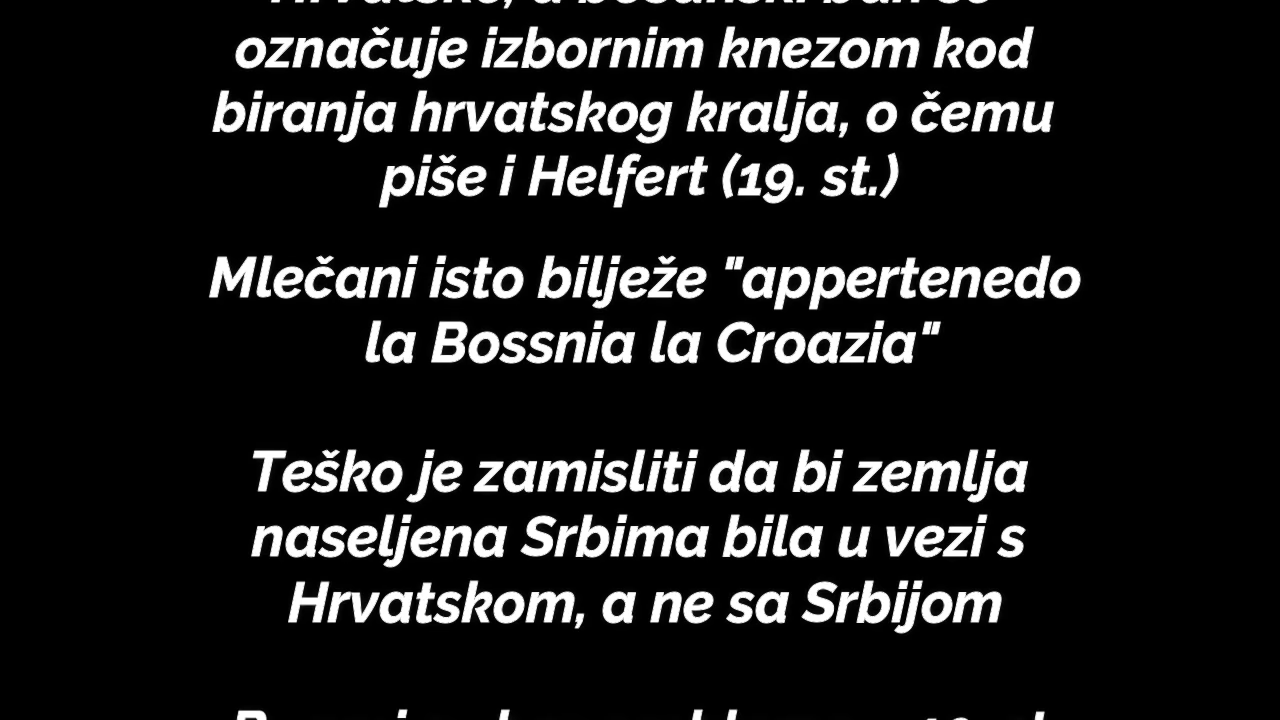 označuje izbornim knezom kod
biranja hrvatskog kralja, o čemu
piše i Helfert (19. st.)
Mlečani isto bilježe "appertenedo
la Bossnia la Croazia"
Teško je zamisliti da bi zemlja
naseljena Srbima bila u vezi s
Hrvatskom, a ne sa Srbijom